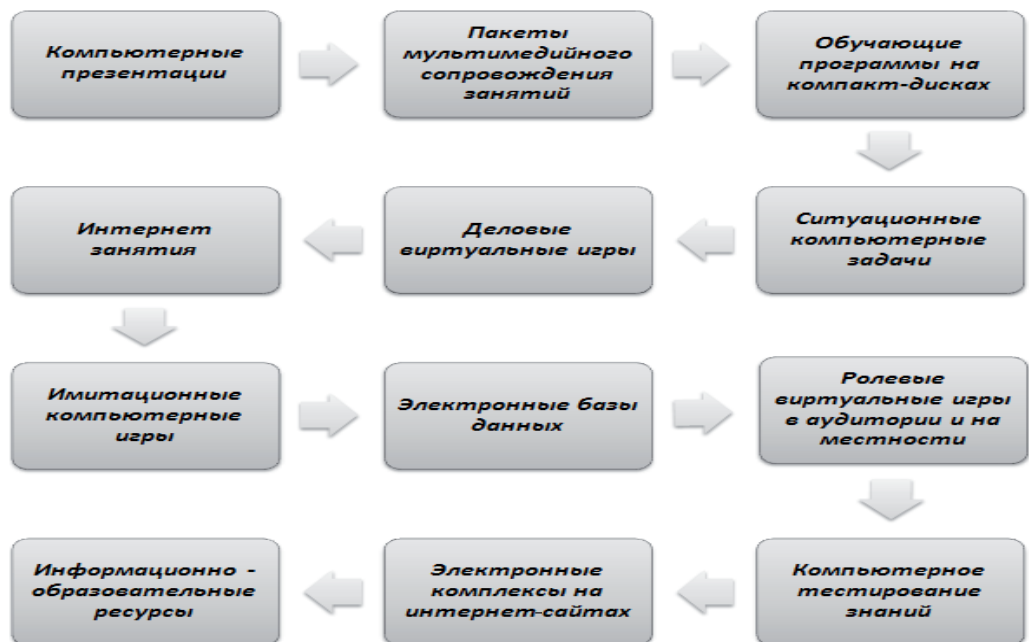 Компьютерные
презентации
Пакеты
мультимедийного
сопровождения
занятий
Обучающие
программы на
компакт-дисках
Ситуационные
компьютерные
задачи
Деловые
виртуальные игры
Интернет
занятия
Имитационные
компьютерные
игры
Электронные базы
данных
Ролевые
виртуальные игры
в аудитории и на
местности
Компьютерное
тестирование
знаний
Электронные
комплексы на
интернет-сайтах
Информационно -
образовательные
ресурсы